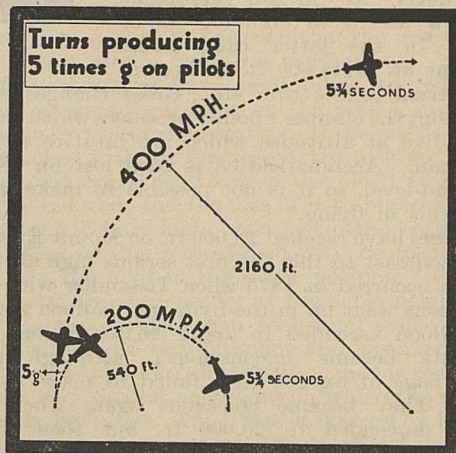 Turns producing
5 times 'g' on pilots
5¾ SECONDS
400 M.P.H.
2160 ft.
200 M.P.H.
540 ft.
5'g'
5¾ SECONDS